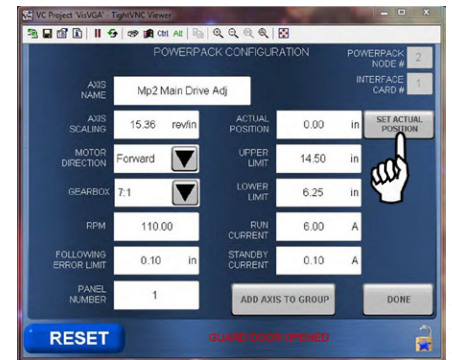 VC Project 'VisVGA' - TightVNC Viewer
Ctrl Alt
POWERPACK CONFIGURATION
POWERPACK NODE # 2
INTERFACE CARD # 1
AXIS NAME Mp2 Main Drive Adj
AXIS SCALING 15.36 rev/in
ACTUAL POSITION 0.00 in
SET ACTUAL POSITION
MOTOR DIRECTION Forward
UPPER LIMIT 14.50 in
GEARBOX 7:1
LOWER LIMIT 6.25 in
RPM 110.00
RUN CURRENT 6.00 A
FOLLOWING ERROR LIMIT 0.10 in
STANDBY CURRENT 0.10 A
PANEL NUMBER 1
ADD AXIS TO GROUP
DONE
RESET
GUARD DOOR OPENED